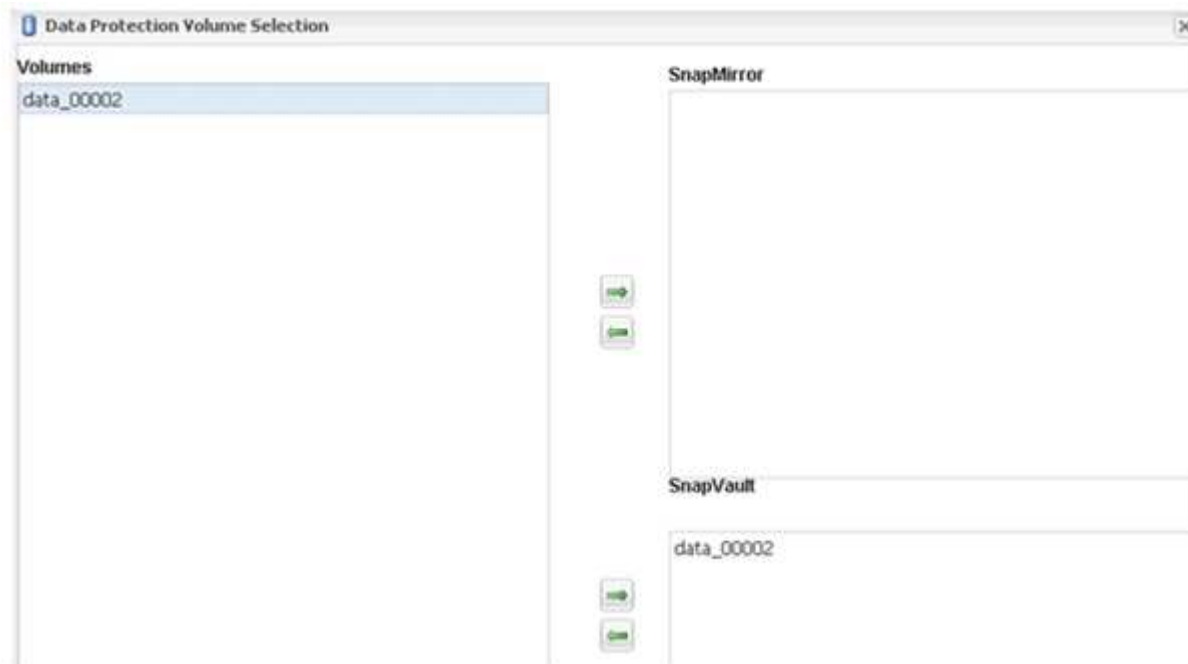 Data Protection Volume Selection
Volumes
data_00002
SnapMirror
SnapVault
data_00002